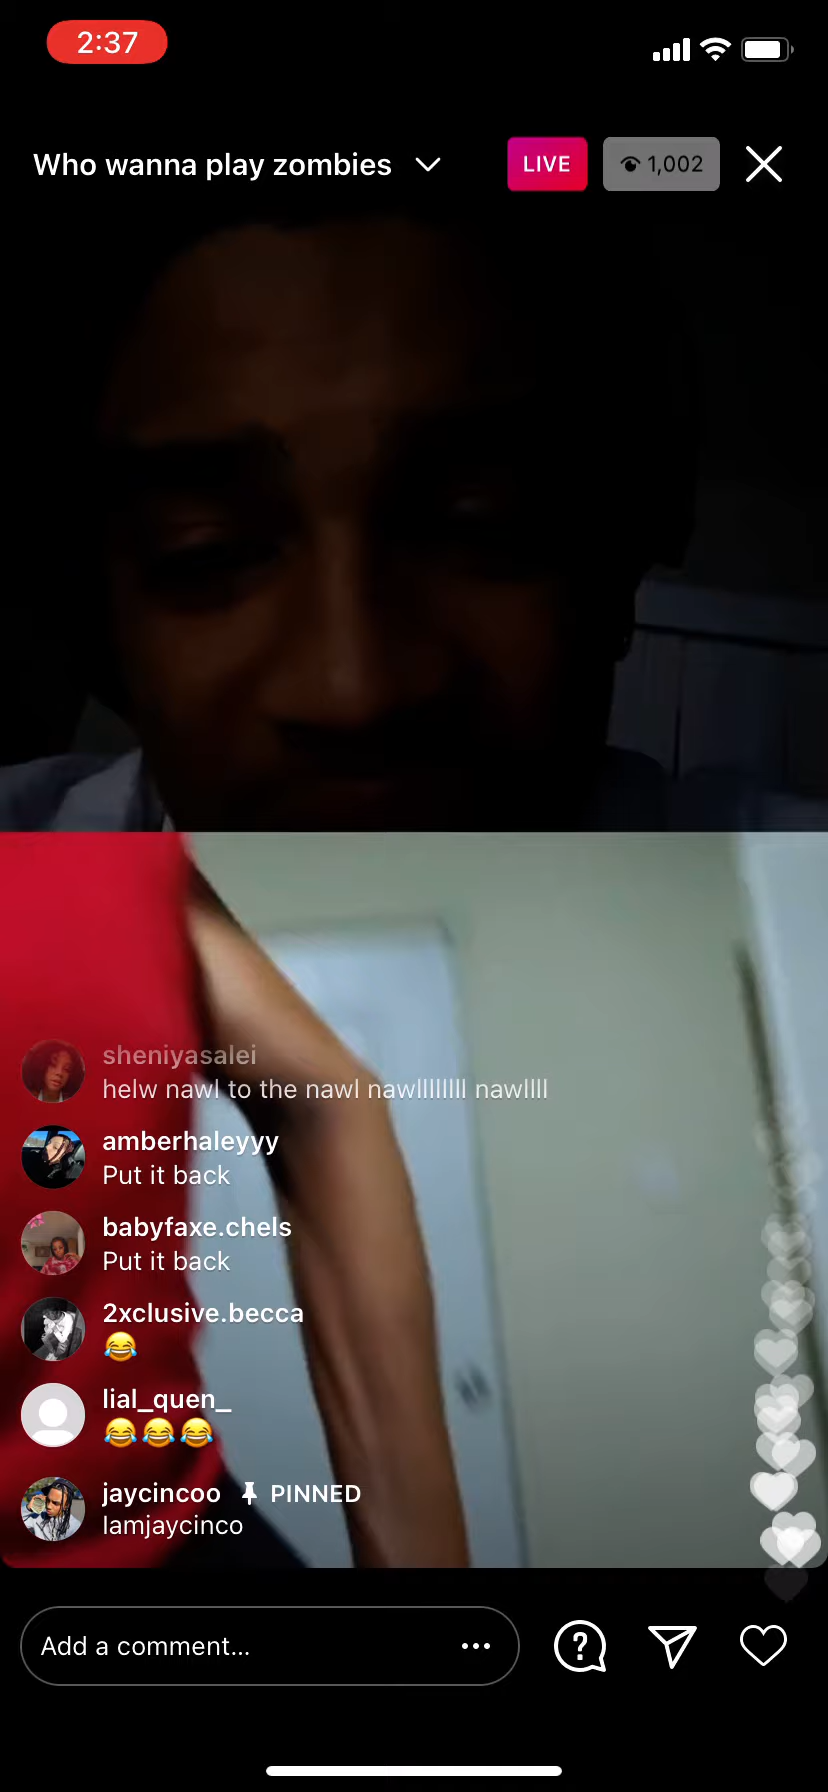 2:37
Who wanna play zombies
LIVE
1,002
sheniyasalei
helw nawl to the nawl nawllllllll nawllll
amberhaleyyy
Put it back
babyfaxe.chels
Put it back
2xclusive.becca
😂
lial_quen_
😂😂😂
jaycincoo PINNED
Iamjaycinco
Add a comment...